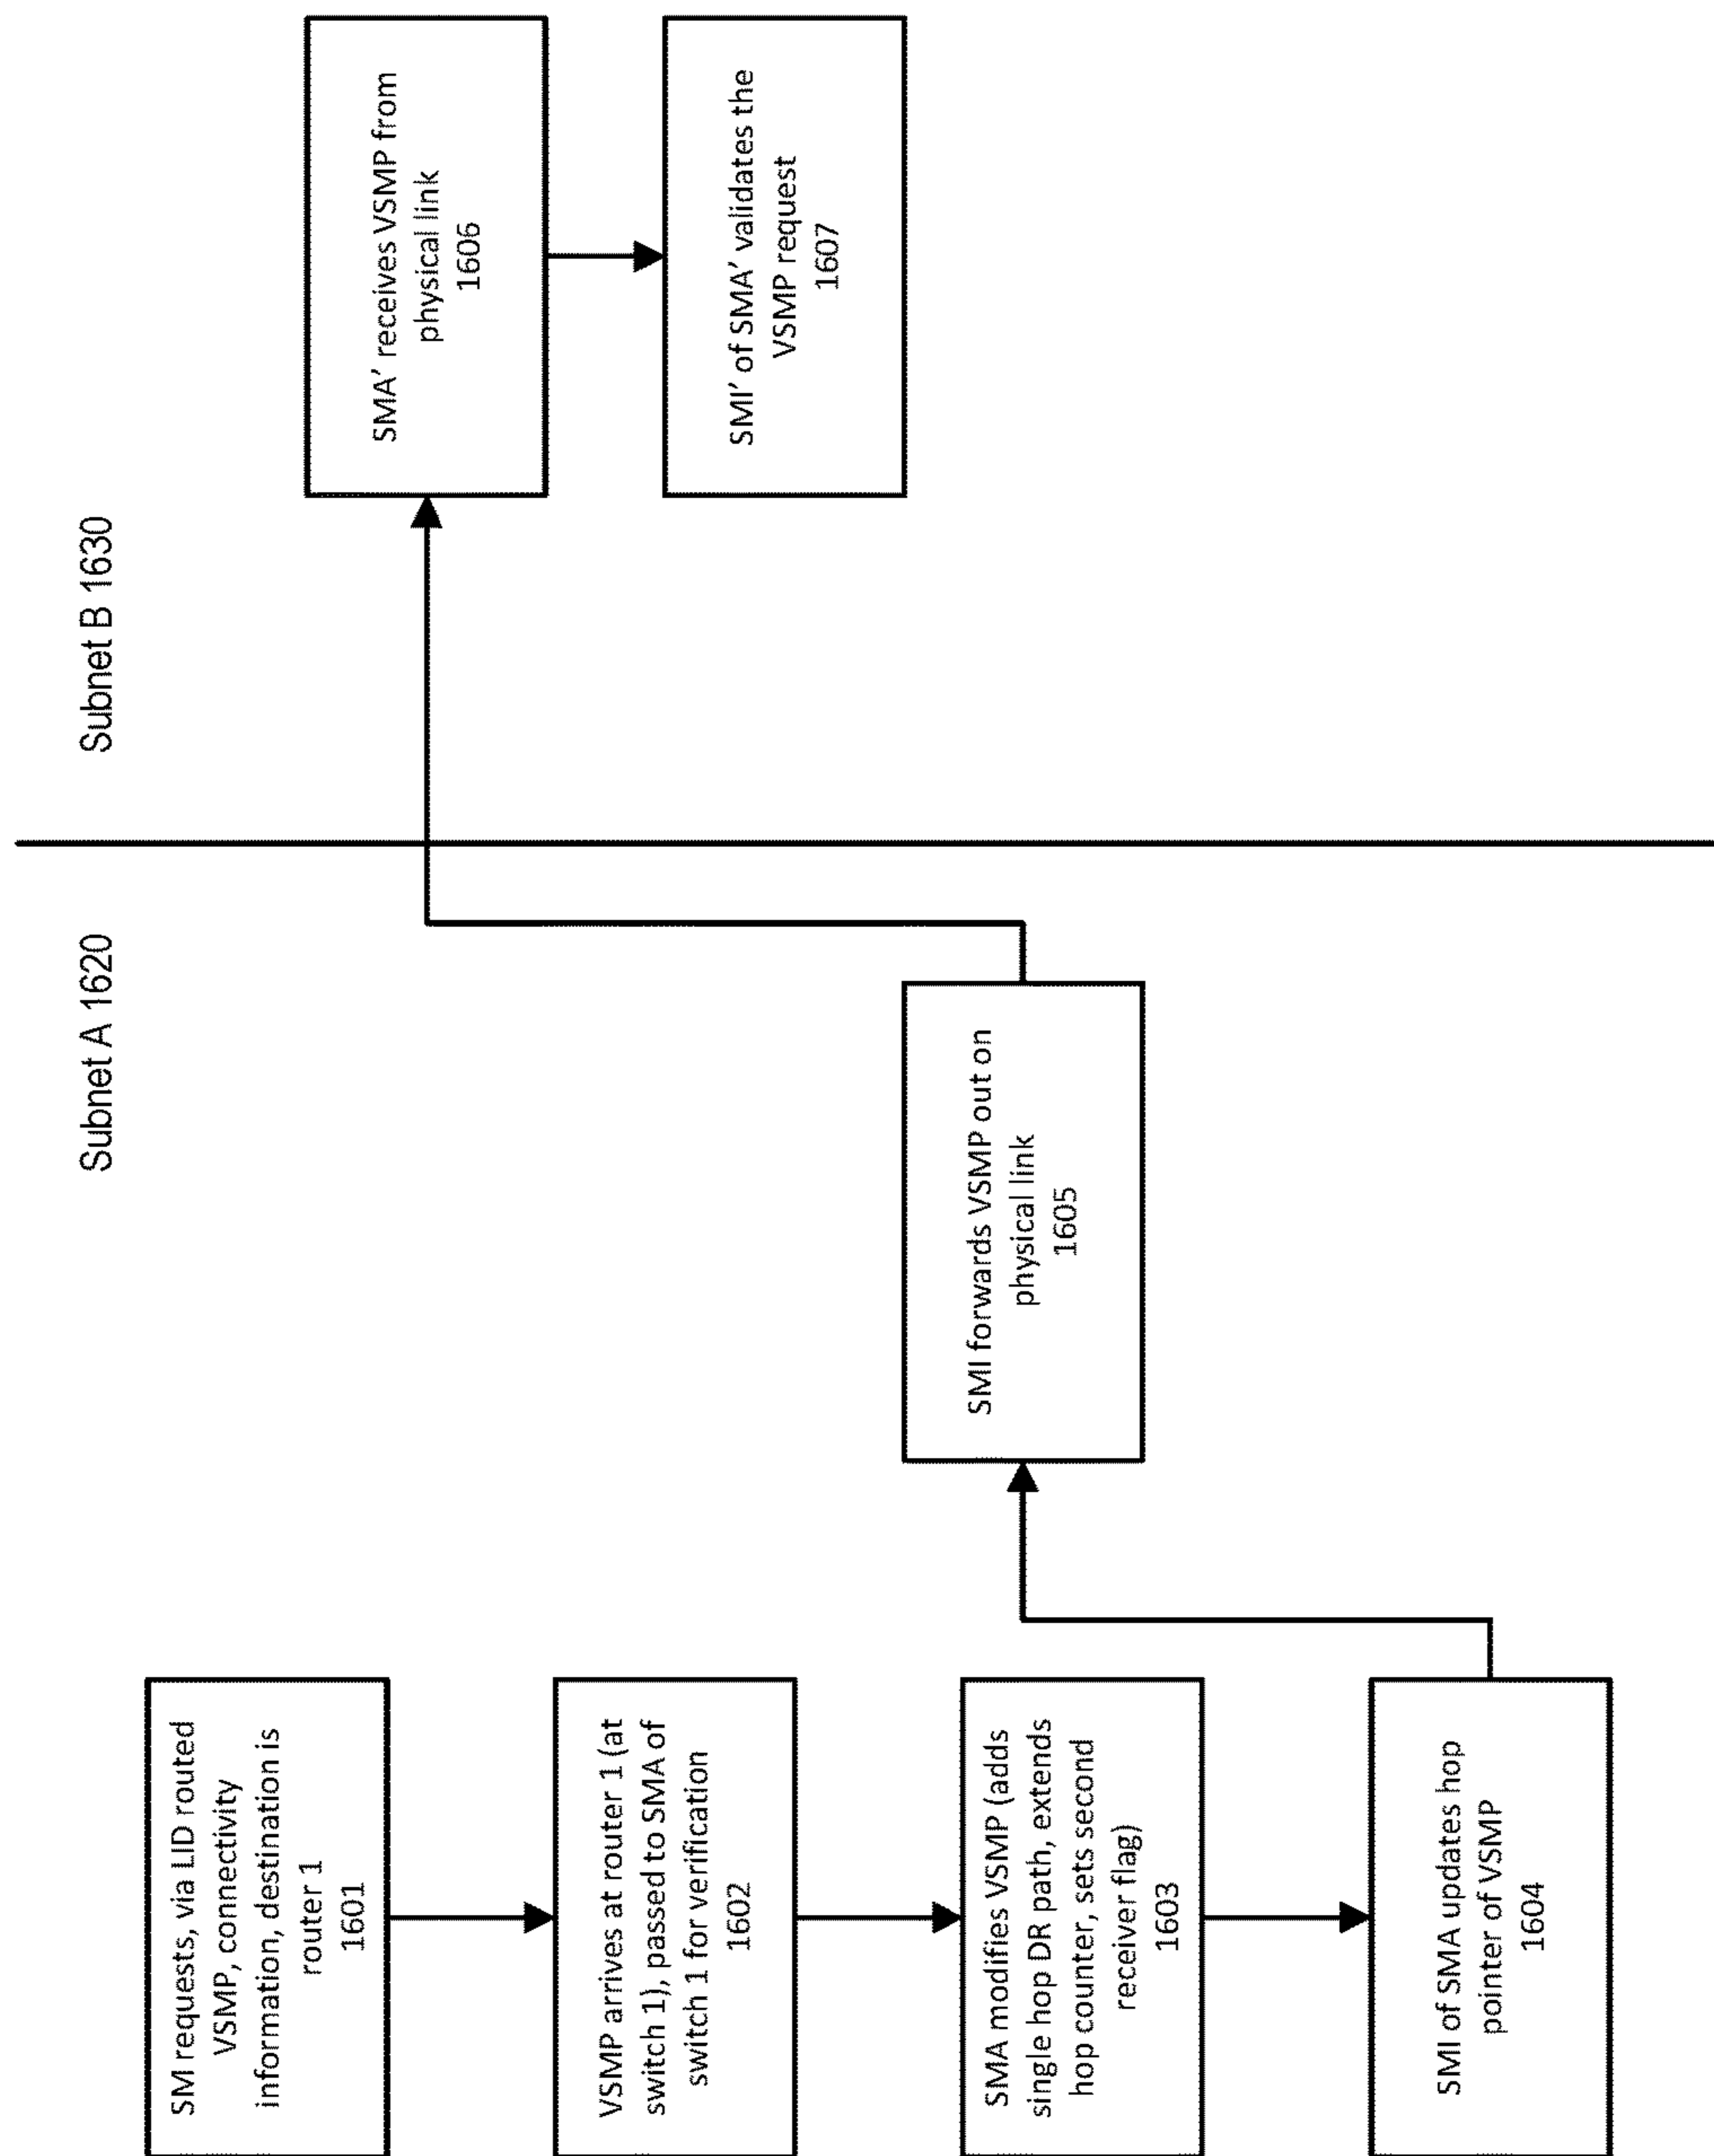 Subnet A 1620
Subnet B 1630
SM requests, via LID routed
VSMP, connectivity
information, destination is
router 1
1601
VSMP arrives at router 1 (at
switch 1), passed to SMA of
switch 1 for verification
1602
SMA modifies VSMP (adds
single hop DR path, extends
hop counter, sets second
receiver flag)
1603
SMI of SMA updates hop
pointer of VSMP
1604
SMI forwards VSMP out on
physical link
1605
SMA’ receives VSMP from
physical link
1606
SMI’ of SMA’ validates the
VSMP request
1607